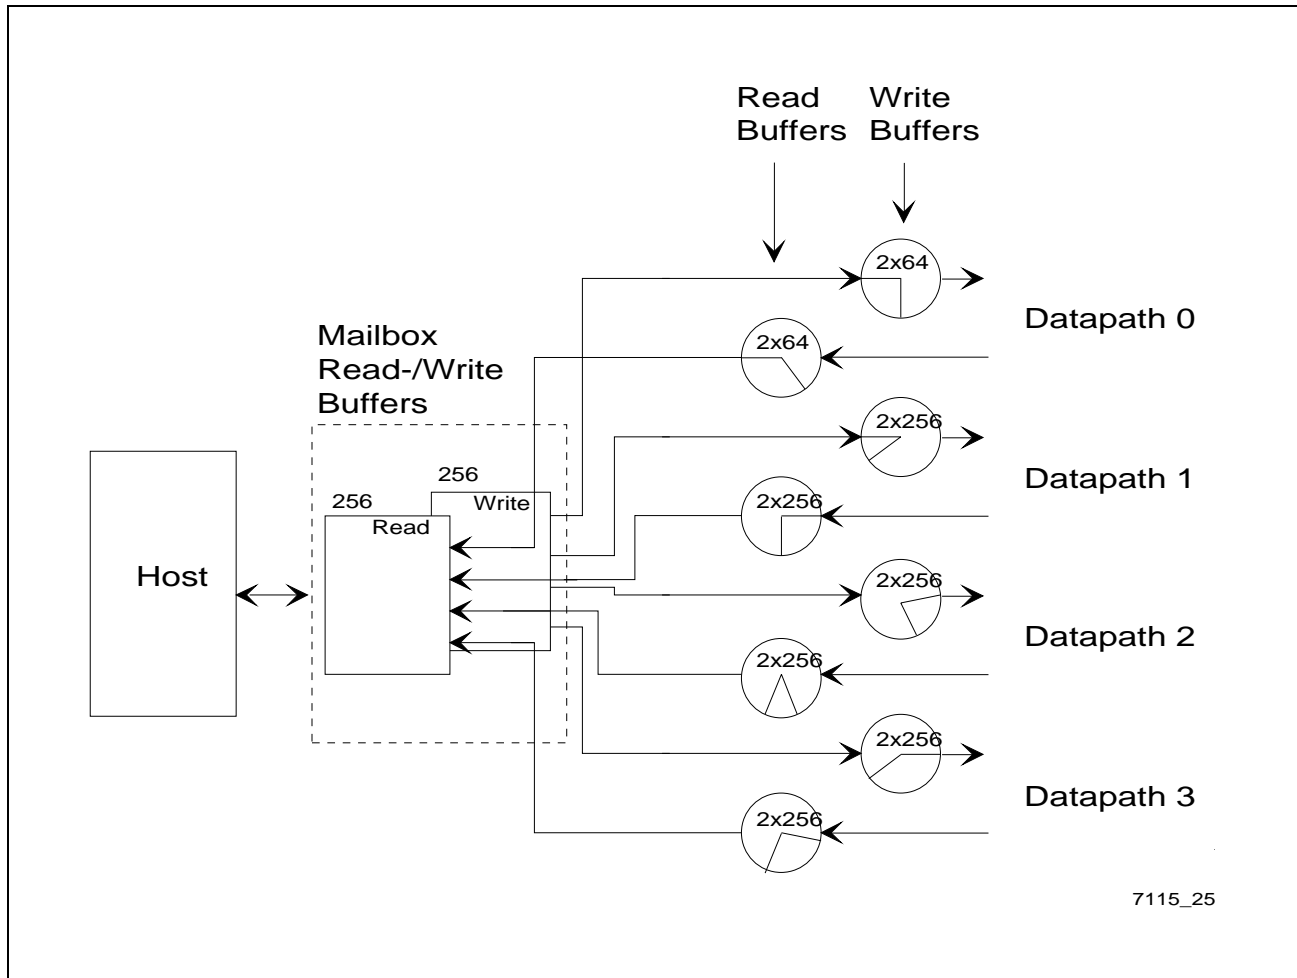 Read
Buffers
Write
Buffers
2x64
Datapath 0
Mailbox
Read-/Write
Buffers
2x64
2x256
256
256
Write
Read
Datapath 1
2x256
Host
2x256
Datapath 2
2x256
2x256
Datapath 3
2x256
7115_25